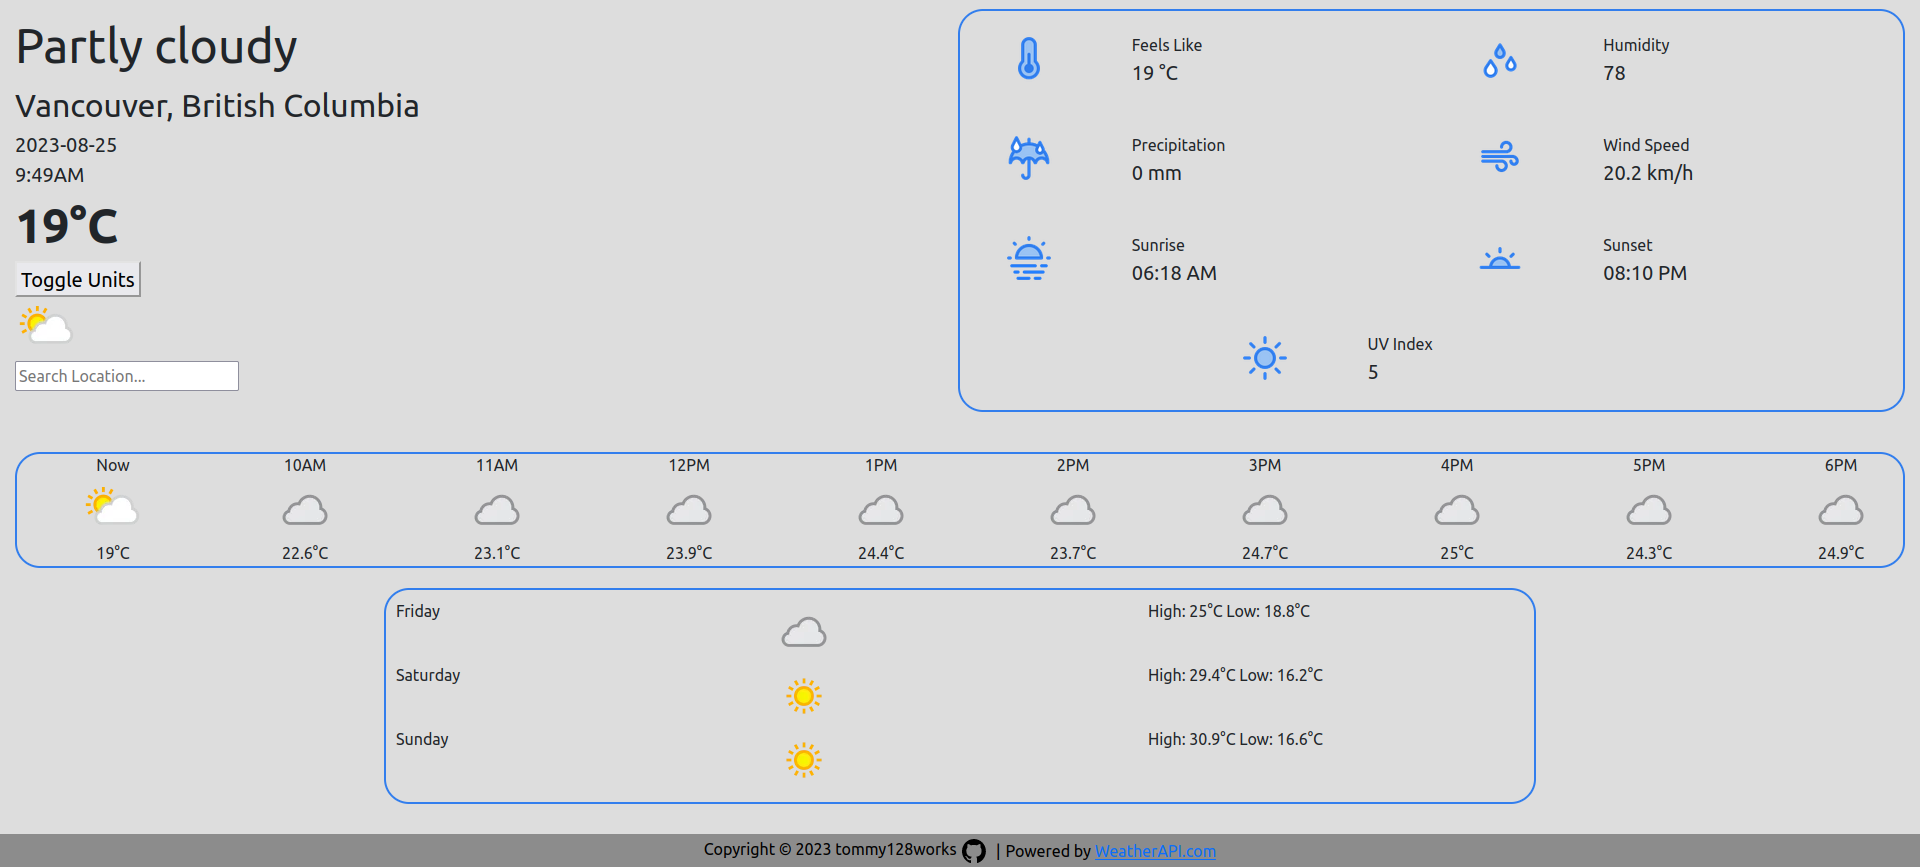 Partly cloudy
Vancouver, British Columbia
2023-08-25
9:49AM
19°C
Toggle Units
Search Location...
Feels Like
19 °C
Humidity
78
Precipitation
0 mm
Wind Speed
20.2 km/h
Sunrise
06:18 AM
Sunset
08:10 PM
UV Index
5
Now 10AM 11AM 12PM 1PM 2PM 3PM 4PM 5PM 6PM
19°C 22.6°C 23.1°C 23.9°C 24.4°C 23.7°C 24.7°C 25°C 24.3°C 24.9°C
Friday High: 25°C Low: 18.8°C
Saturday High: 29.4°C Low: 16.2°C
Sunday High: 30.9°C Low: 16.6°C
Copyright © 2023 tommy128works | Powered by WeatherAPI.com